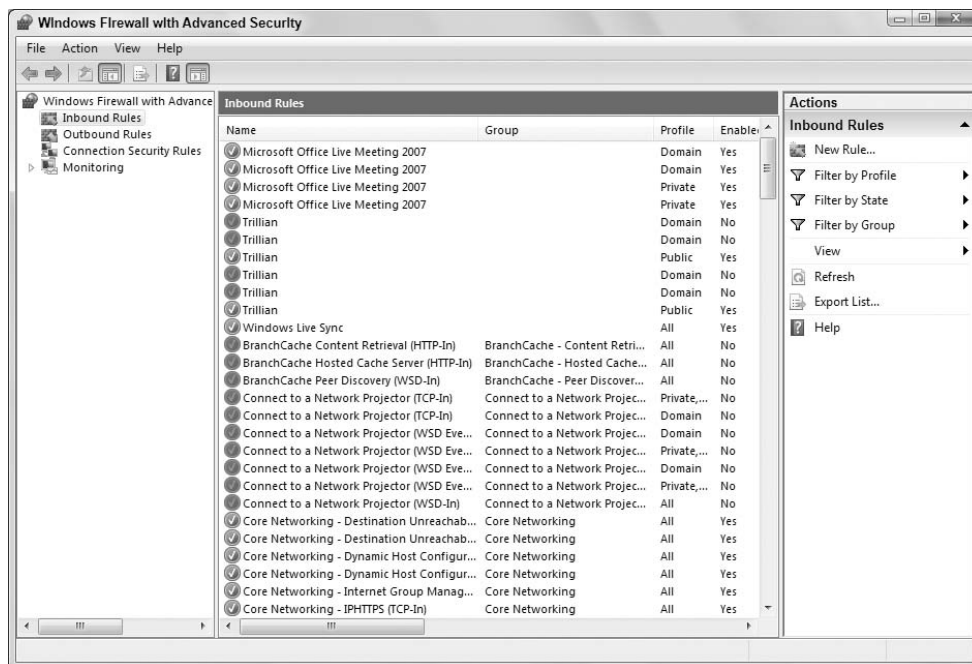 Windows Firewall with Advanced Security
File Action View Help
Windows Firewall with Advance
Inbound Rules
Outbound Rules
Connection Security Rules
Monitoring
Inbound Rules
Name Group Profile Enable
Microsoft Office Live Meeting 2007 Domain Yes
Microsoft Office Live Meeting 2007 Domain Yes
Microsoft Office Live Meeting 2007 Private Yes
Microsoft Office Live Meeting 2007 Private Yes
Trillian Domain No
Trillian Domain No
Trillian Public Yes
Trillian Domain No
Trillian Domain No
Trillian Public Yes
Windows Live Sync All Yes
BranchCache Content Retrieval (HTTP-In) BranchCache - Content Retri... All No
BranchCache Hosted Cache Server (HTTP-In) BranchCache - Hosted Cache... All No
BranchCache Peer Discovery (WSD-In) BranchCache - Peer Discover... All No
Connect to a Network Projector (TCP-In) Connect to a Network Projec... Private,... No
Connect to a Network Projector (TCP-In) Connect to a Network Projec... Domain No
Connect to a Network Projector (WSD Eve... Connect to a Network Projec... Domain No
Connect to a Network Projector (WSD Eve... Connect to a Network Projec... Private,... No
Connect to a Network Projector (WSD Eve... Connect to a Network Projec... Domain No
Connect to a Network Projector (WSD Eve... Connect to a Network Projec... Private,... No
Connect to a Network Projector (WSD-In) Connect to a Network Projec... All No
Core Networking - Destination Unreachab... Core Networking All Yes
Core Networking - Destination Unreachab... Core Networking All Yes
Core Networking - Dynamic Host Configur... Core Networking All Yes
Core Networking - Dynamic Host Configur... Core Networking All Yes
Core Networking - Internet Group Manag... Core Networking All Yes
Core Networking - IPHTTPS (TCP-In) Core Networking All Yes
Actions
Inbound Rules
New Rule...
Filter by Profile
Filter by State
Filter by Group
View
Refresh
Export List...
Help